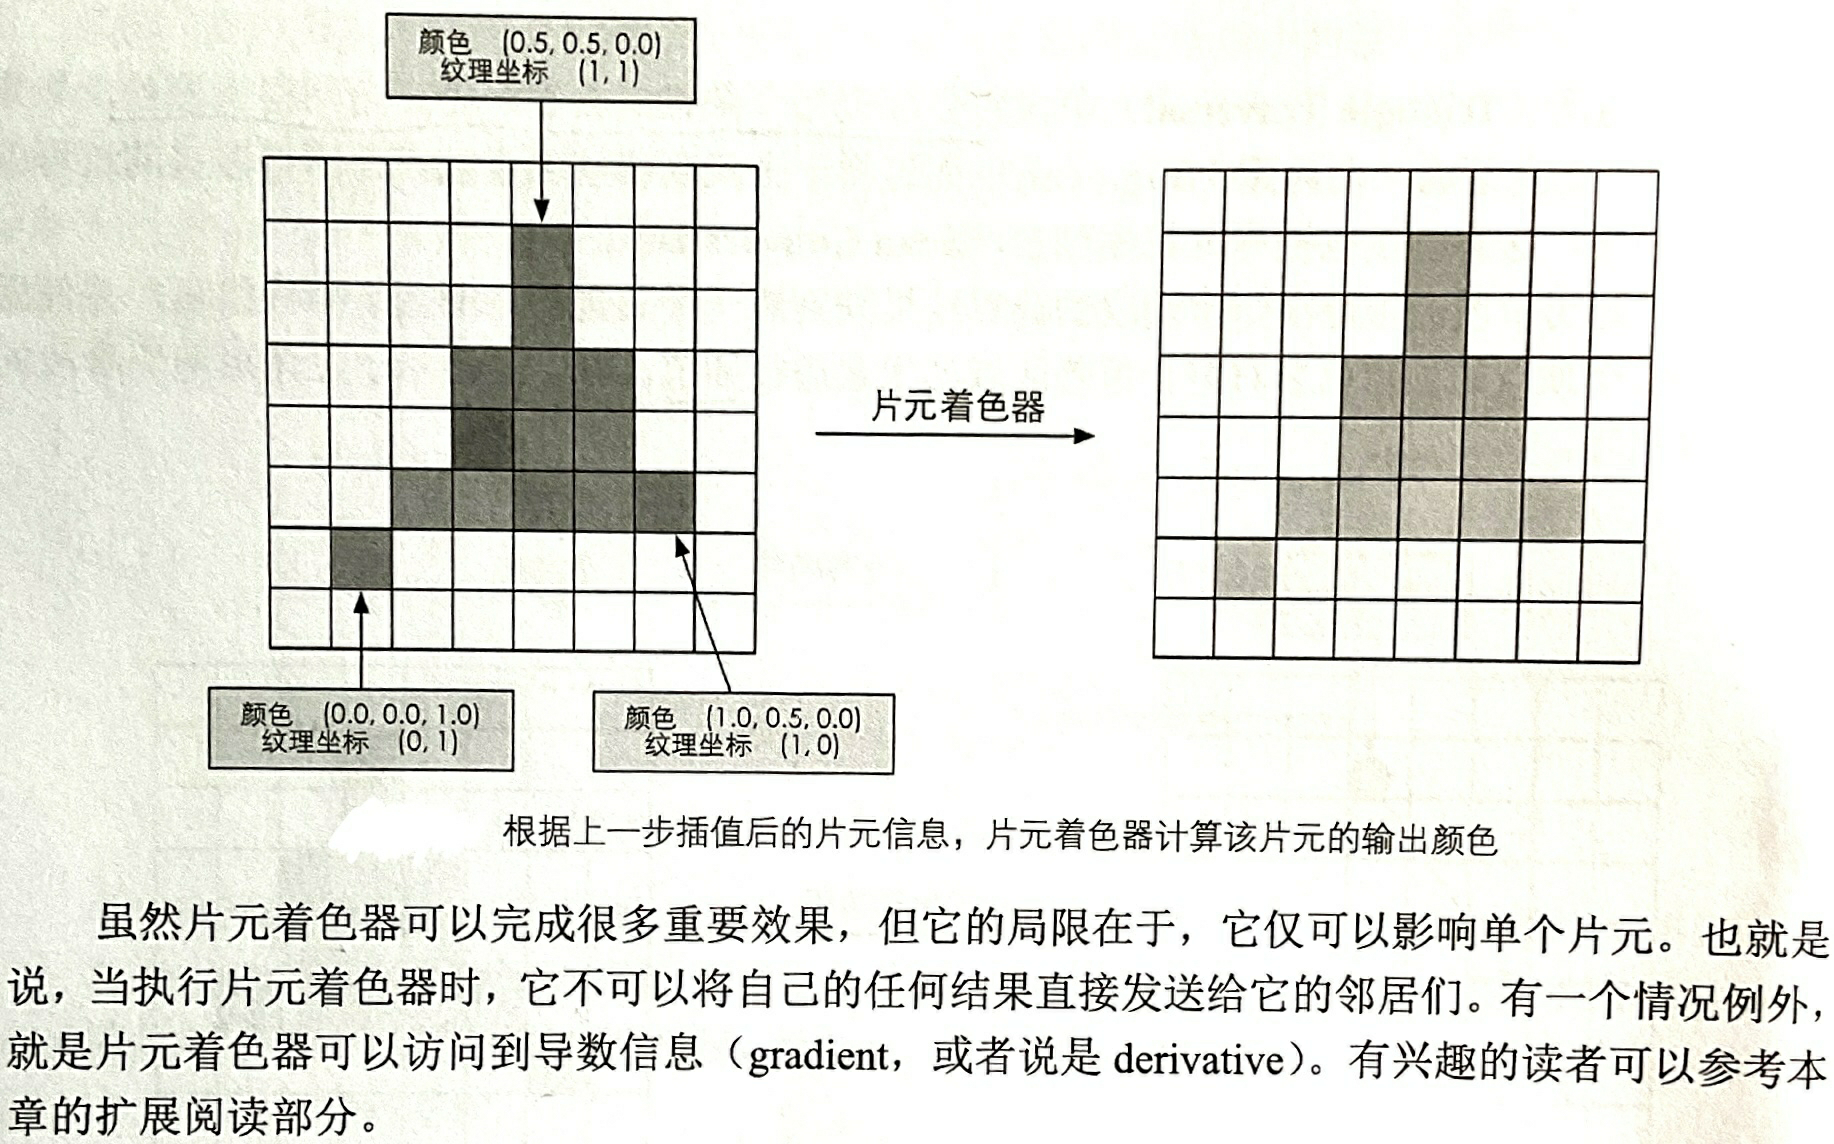 颜色 (0.5, 0.5, 0.0)
纹理坐标 (1, 1)
片元着色器
颜色 (0.0, 0.0, 1.0)
纹理坐标 (0, 1)
颜色 (1.0, 0.5, 0.0)
纹理坐标 (1, 0)
根据上一步插值后的片元信息，片元着色器计算该片元的输出颜色
虽然片元着色器可以完成很多重要效果，但它的局限在于，它仅可以影响单个片元。也就是
说，当执行片元着色器时，它不可以将自己的任何结果直接发送给它的邻居们。有一个情况例外，
就是片元着色器可以访问到导数信息（gradient，或者说是 derivative）。有兴趣的读者可以参考本
章的扩展阅读部分。